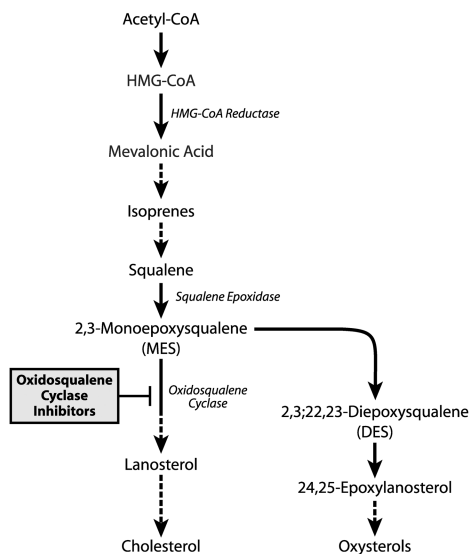 Acetyl-CoA
HMG-CoA
HMG-CoA Reductase
Mevalonic Acid
Isoprenes
Squalene
Squalene Epoxidase
2,3-Monoepoxysqualene
(MES)
Oxidosqualene
Cyclase
Inhibitors
Oxidosqualene
Cyclase
2,3;22,23-Diepoxysqualene
(DES)
Lanosterol
24,25-Epoxylanosterol
Cholesterol
Oxysterols